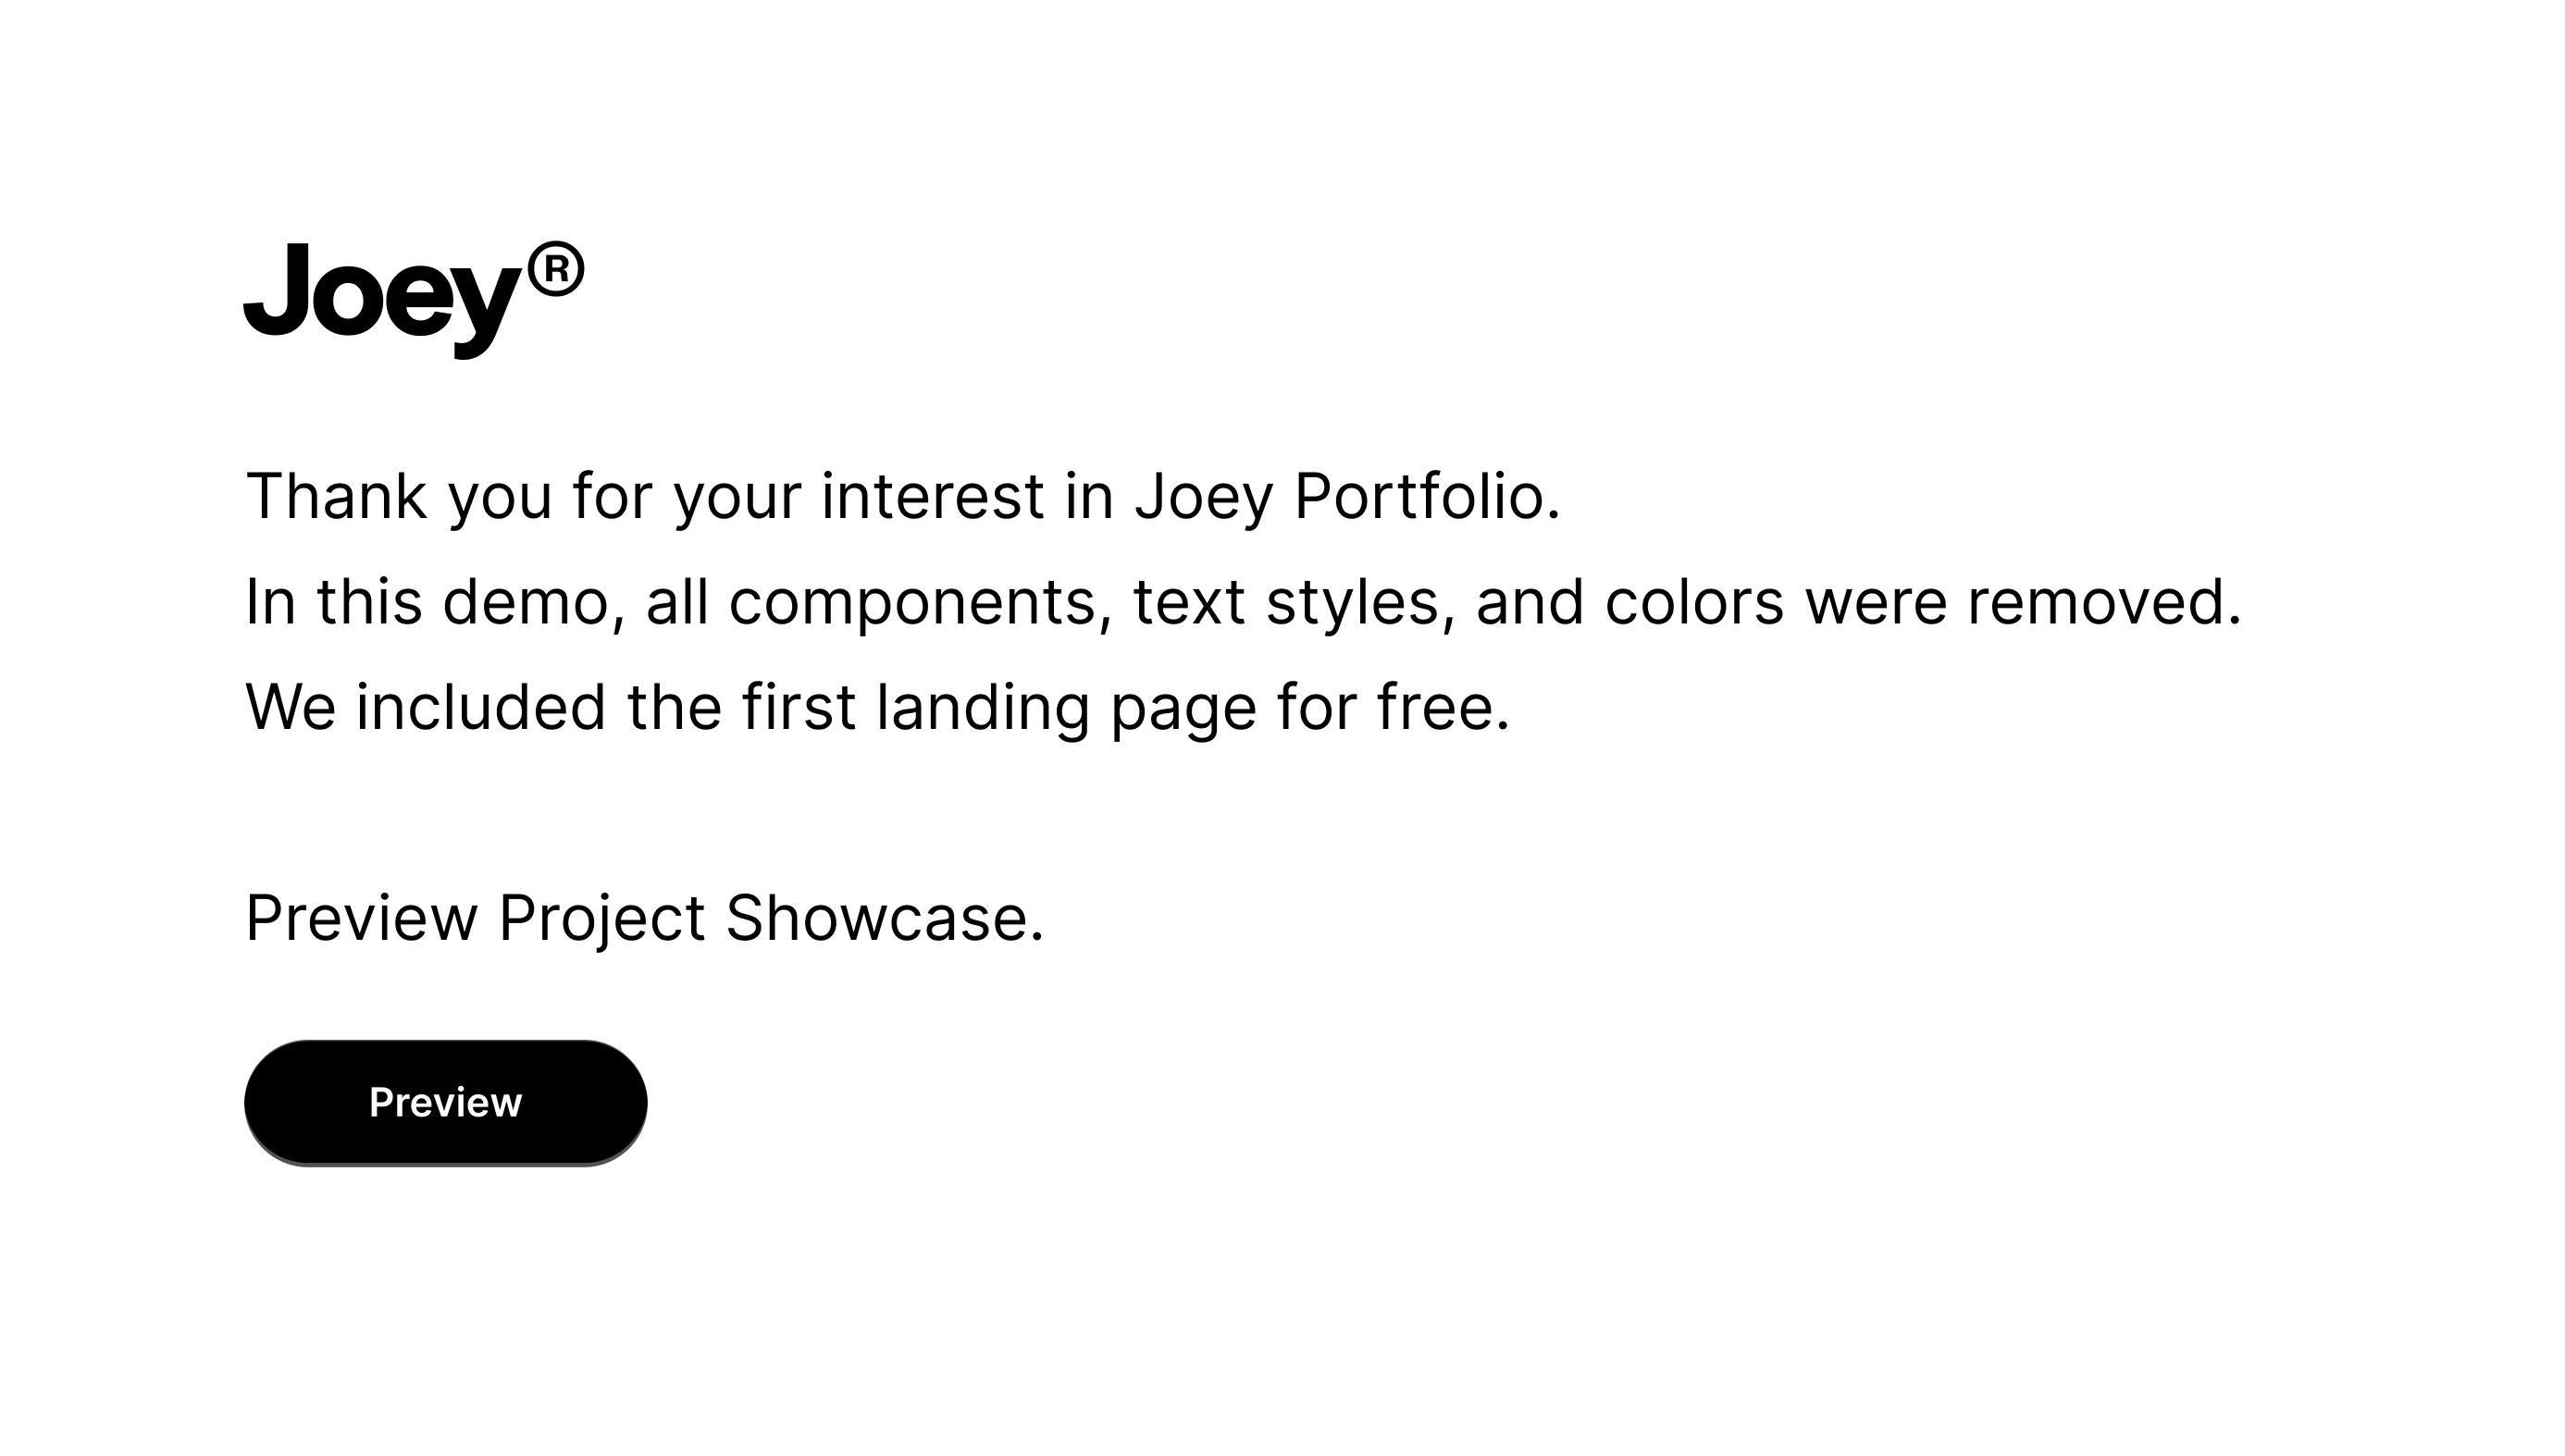 Joey®
Thank you for your interest in Joey Portfolio.
In this demo, all components, text styles, and colors were removed.
We included the first landing page for free.
Preview Project Showcase.
Preview